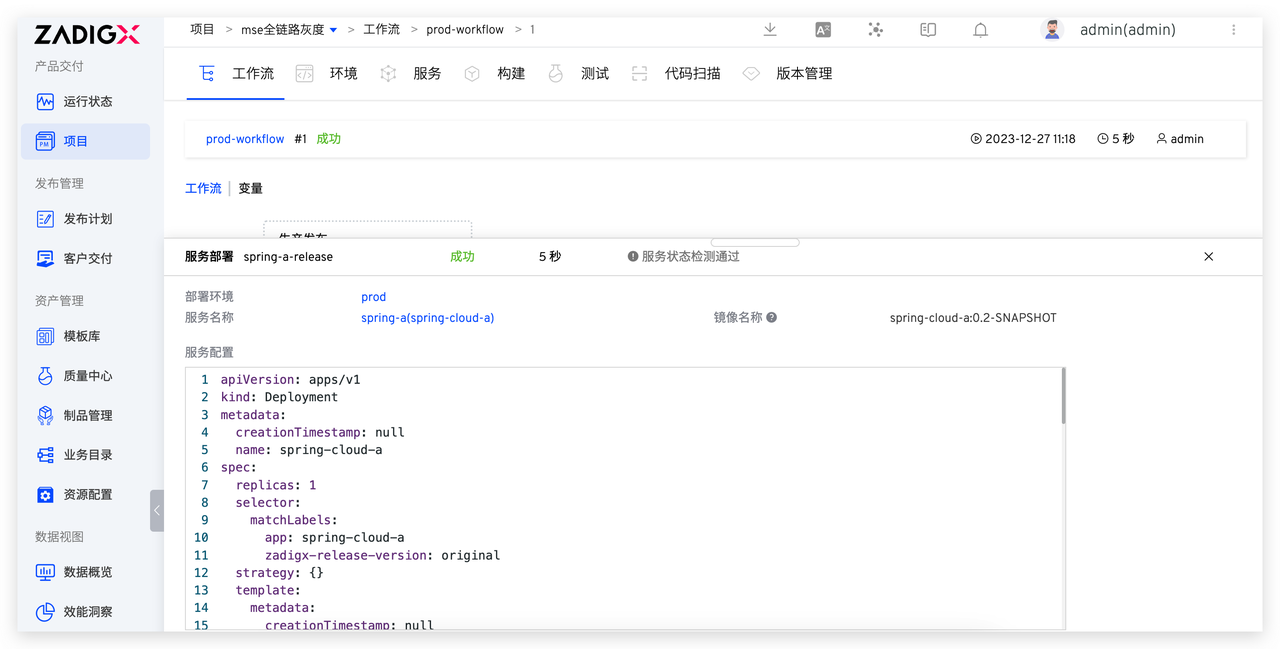 ZADIGX
项目 > mse全链路灰度 > 工作流 > prod-workflow > 1
admin(admin)
产品交付
运行状态
项目
发布管理
发布计划
客户交付
资产管理
模板库
质量中心
制品管理
业务目录
资源配置
数据视图
数据概览
效能洞察
工作流 环境 服务 构建 测试 代码扫描 版本管理
prod-workflow #1 成功 2023-12-27 11:18 5 秒 admin
工作流 | 变量
生产发布
服务部署 spring-a-release 成功 5 秒 服务状态检测通过
部署环境 prod
服务名称 spring-a(spring-cloud-a) 镜像名称 spring-cloud-a:0.2-SNAPSHOT
服务配置
1 apiVersion: apps/v1
2 kind: Deployment
3 metadata:
4 creationTimestamp: null
5 name: spring-cloud-a
6 spec:
7 replicas: 1
8 selector:
9 matchLabels:
10 app: spring-cloud-a
11 zadigx-release-version: original
12 strategy: {}
13 template:
14 metadata:
15 creationTimestamp: null